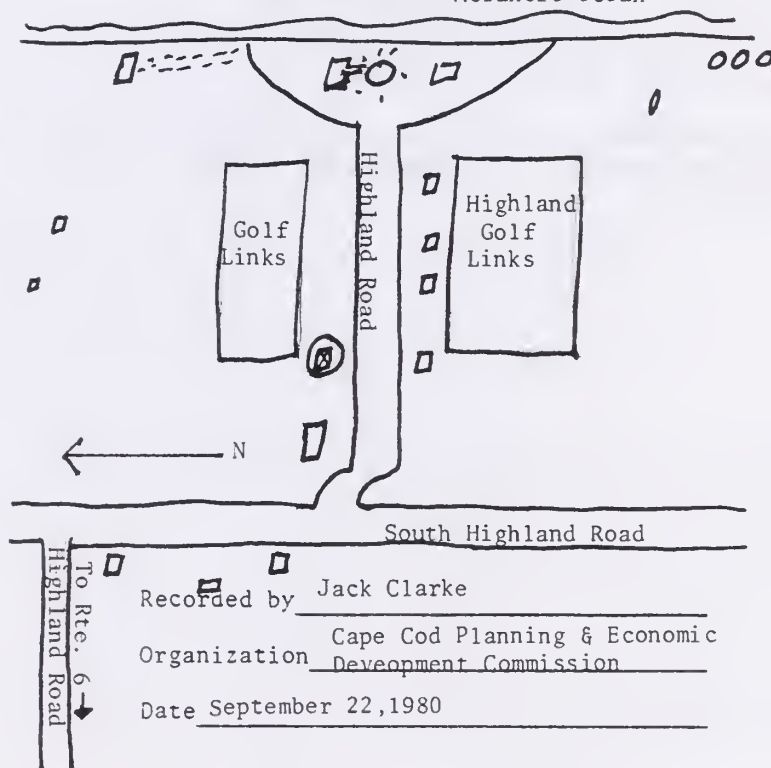 Highland Road
Golf
Links
Highland
Golf
Links
N
South Highland Road
To Rte. 6
Highland Road
Recorded by Jack Clarke
Organization Cape Cod Planning & Economic
Deveopment Commission
Date September 22,1980